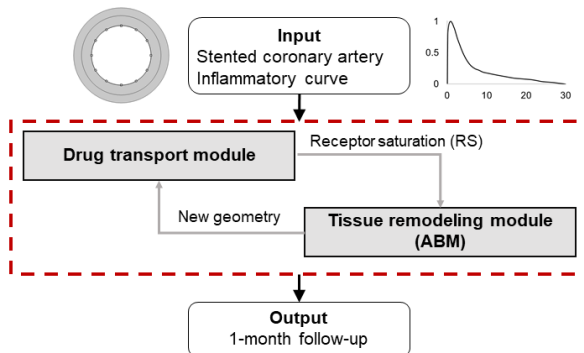 Input
Stented coronary artery
Inflammatory curve
1
0.5
0
0
10
20
30
Drug transport module
Receptor saturation (RS)
New geometry
Tissue remodeling module
(ABM)
Output
1-month follow-up